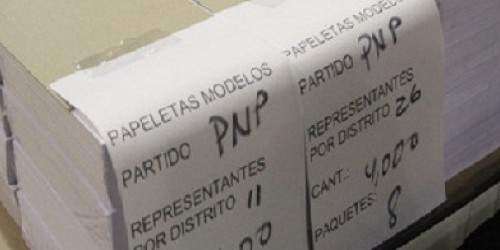 PAPELETAS MODELOS
PARTIDO PNP
REPRESENTANTES
POR DISTRITO 11
PAPELETAS MODELOS
PARTIDO PNP
REPRESENTANTES
POR DISTRITO 26
CANT.: 4,000
PAQUETES: 8